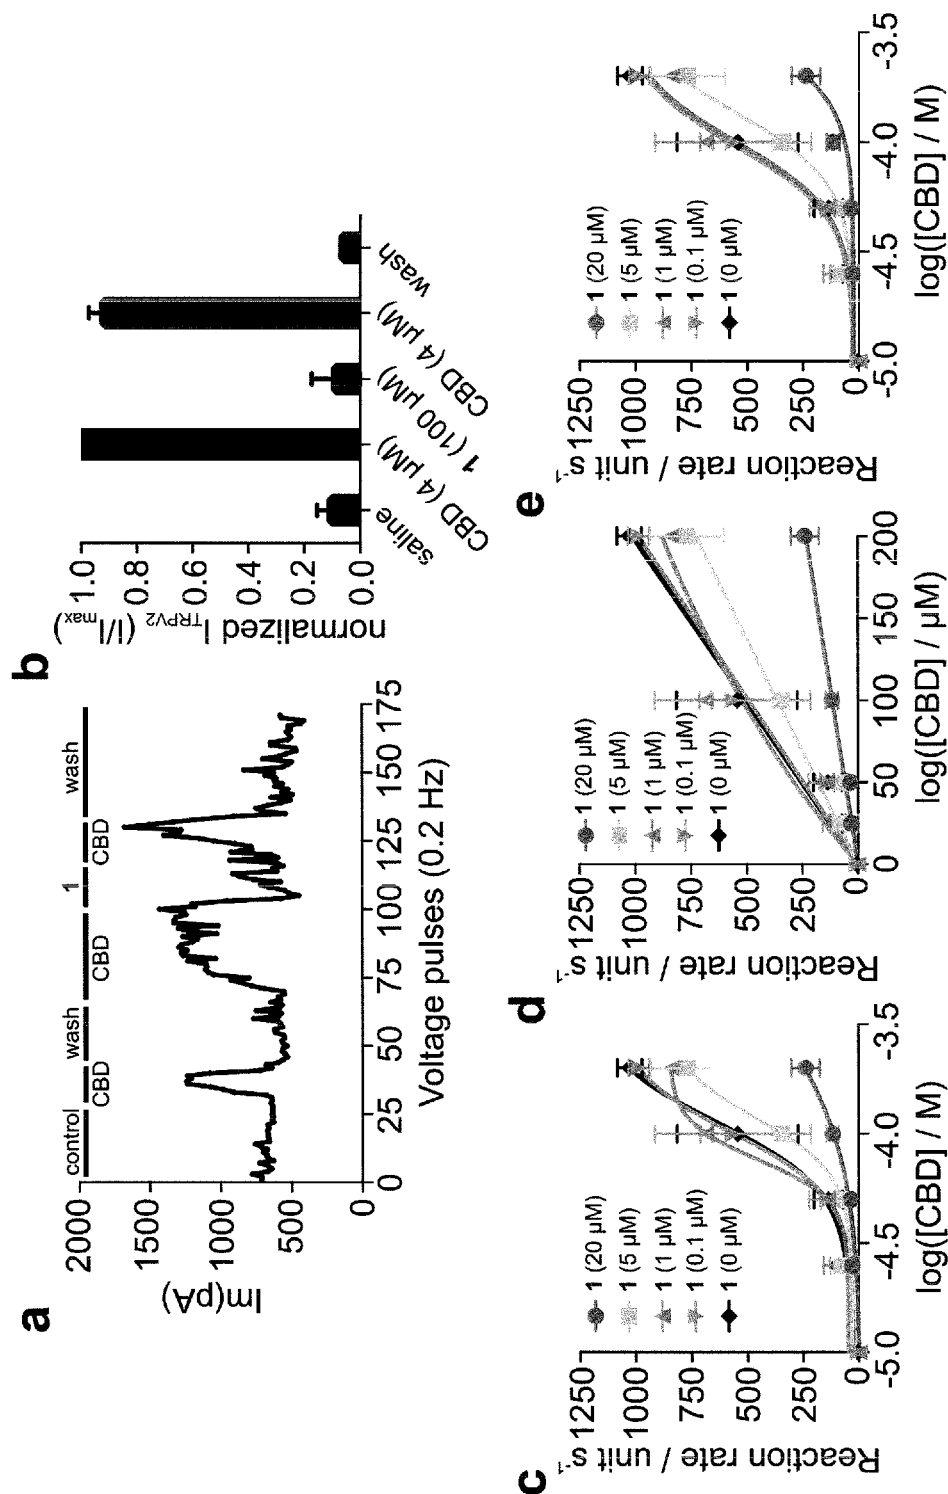 a
Im(pA)
2000
1500
1000
500
0
control
CBD
wash
CBD
1
CBD
wash
0
25
50
75
100
125
150
175
Voltage pulses (0.2 Hz)
b
normalized I_TRPV2 (I/I_max)
1.0
0.8
0.6
0.4
0.2
0.0
saline
CBD (4 μM)
1 (100 μM)
CBD (4 μM)
wash
c
Reaction rate / unit s⁻¹
1250
1000
750
500
250
0
1 (20 μM)
1 (5 μM)
1 (1 μM)
1 (0.1 μM)
1 (0 μM)
-5.0
-4.5
-4.0
-3.5
log([CBD] / M)
d
Reaction rate / unit s⁻¹
1250
1000
750
500
250
0
1 (20 μM)
1 (5 μM)
1 (1 μM)
1 (0.1 μM)
1 (0 μM)
0
50
100
150
200
log([CBD] / μM)
e
Reaction rate / unit s⁻¹
1250
1000
750
500
250
0
1 (20 μM)
1 (5 μM)
1 (1 μM)
1 (0.1 μM)
1 (0 μM)
-5.0
-4.5
-4.0
-3.5
log([CBD] / M)